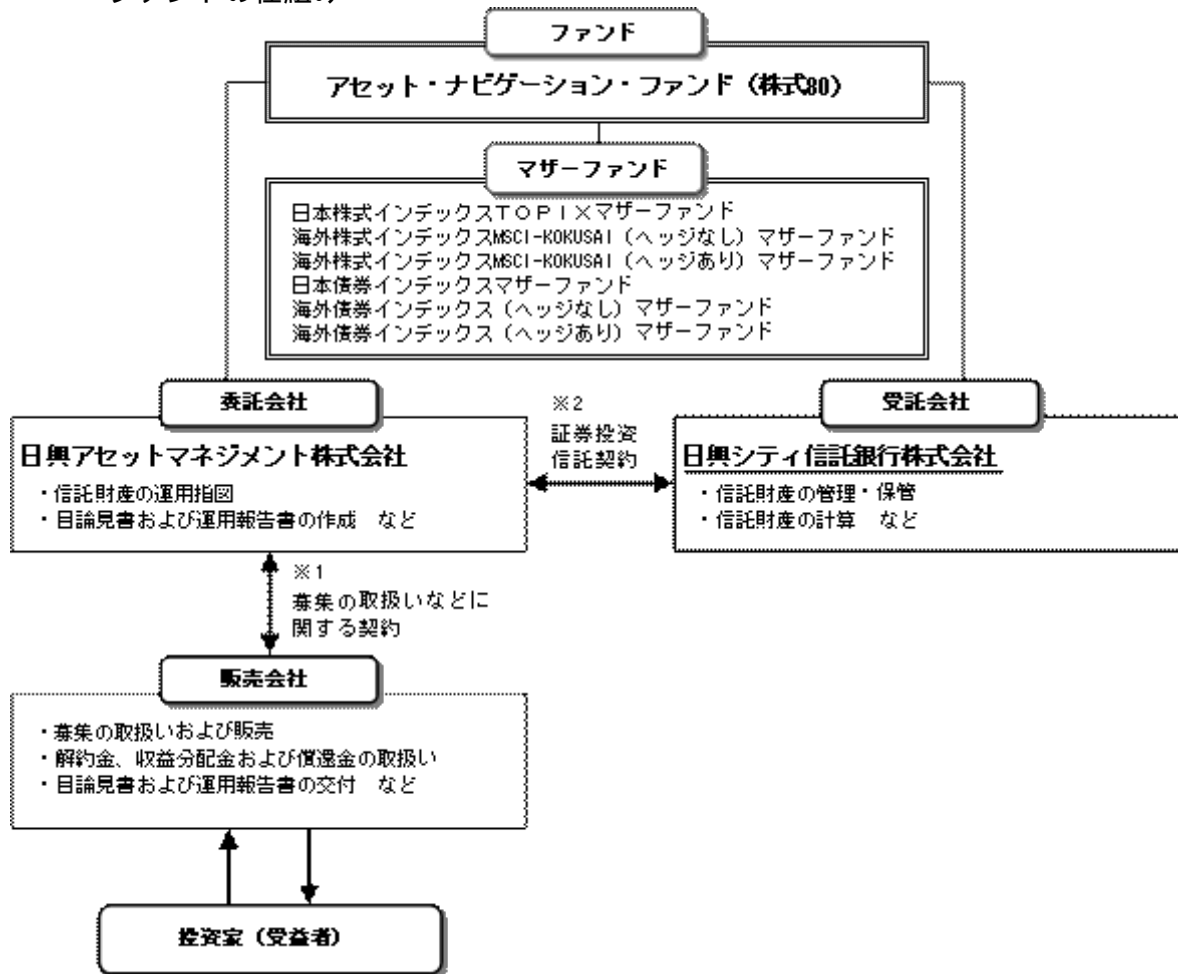 ファンドの仕組み
ファンド
アセット・ナビゲーション・ファンド（株式80）
マザーファンド
日本株式インデックスＴＯＰＩＸマザーファンド
海外株式インデックスMSCI-KOKUSAI（ヘッジなし）マザーファンド
海外株式インデックスMSCI-KOKUSAI（ヘッジあり）マザーファンド
日本債券インデックスマザーファンド
海外債券インデックス（ヘッジなし）マザーファンド
海外債券インデックス（ヘッジあり）マザーファンド
委託会社
日興アセットマネジメント株式会社
・信託財産の運用指図
・目論見書および運用報告書の作成　など
※2
証券投資
信託契約
受託会社
日興シティ信託銀行株式会社
・信託財産の管理・保管
・信託財産の計算　など
※1
募集の取扱いなどに
関する契約
販売会社
・募集の取扱いおよび販売
・解約金、収益分配金および償還金の取扱い
・目論見書および運用報告書の交付　など
投資家（受益者）